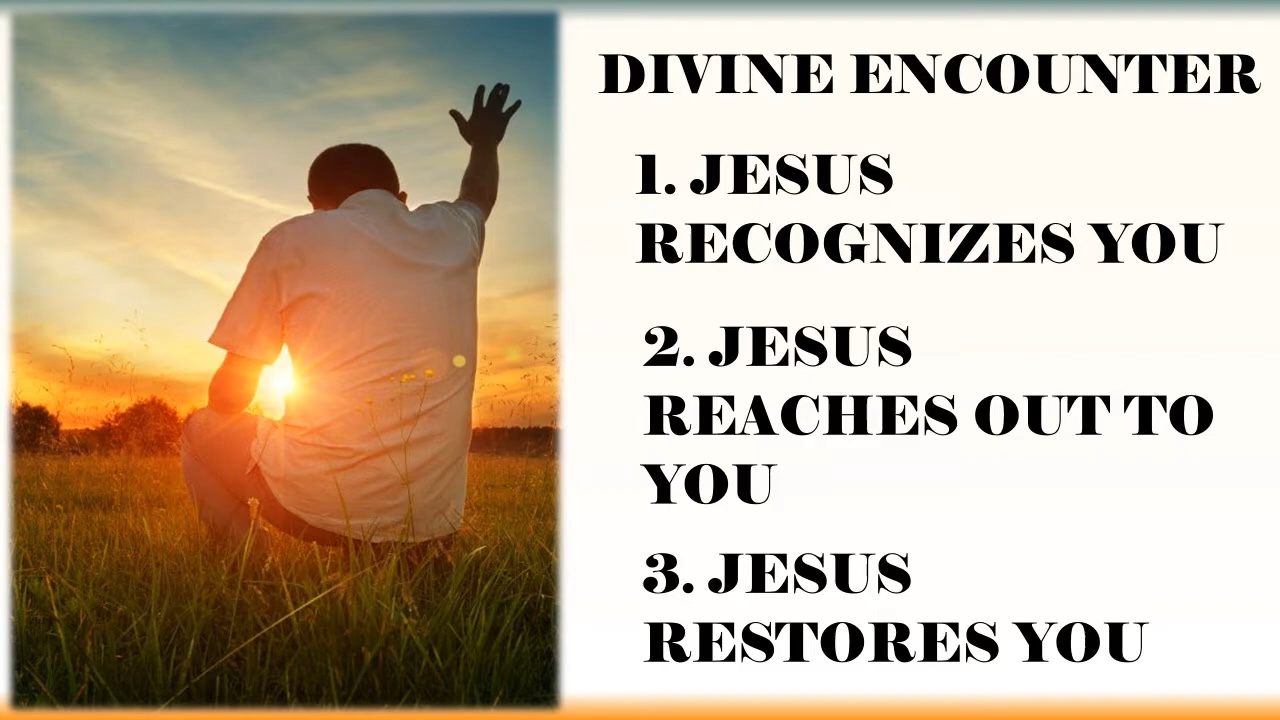 DIVINE ENCOUNTER
1. JESUS
RECOGNIZES YOU
2. JESUS
REACHES OUT TO
YOU
3. JESUS
RESTORES YOU